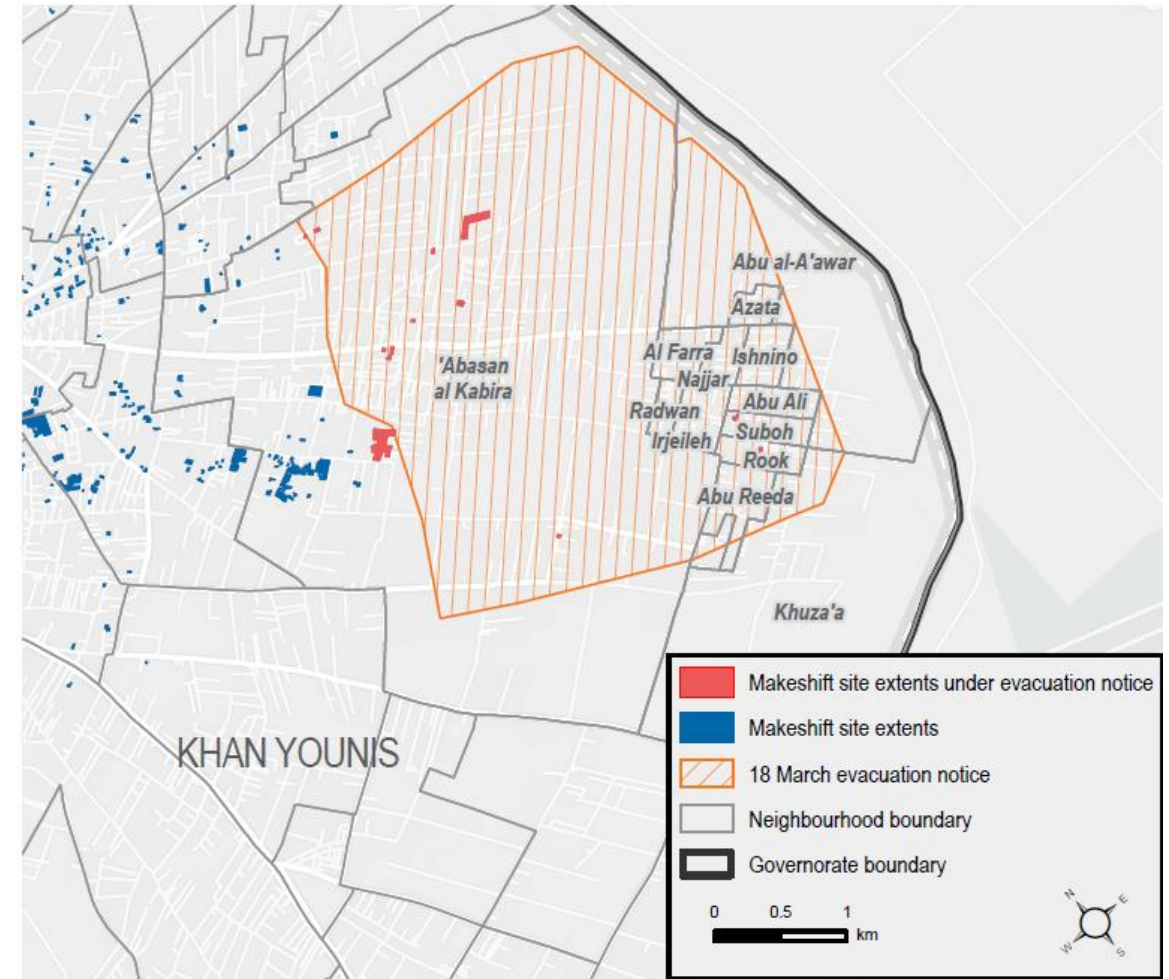 Abu al-A'awar
Azata
Al Farra
Ishnino
Najjar
'Abasan
al Kabira
Abu Ali
Radwan
Suboh
Irjeileh
Rook
Abu Reeda
Khuza'a
KHAN YOUNIS
Makeshift site extents under evacuation notice
Makeshift site extents
18 March evacuation notice
Neighbourhood boundary
Governorate boundary
0 0.5 1
km
N
E
W
S